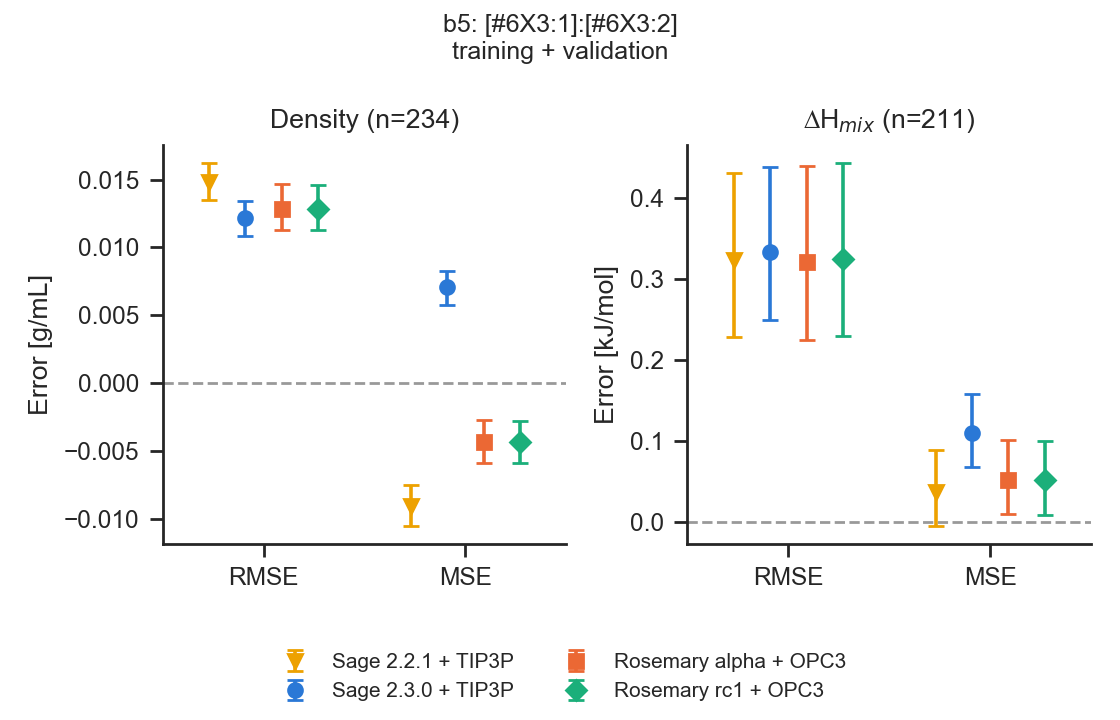 b5: [#6X3:1]:[#6X3:2]
training + validation
Density (n=234)
Error [g/mL]
0.015
0.010
0.005
0.000
−0.005
−0.010
RMSE
MSE
ΔH_mix (n=211)
Error [kJ/mol]
0.4
0.3
0.2
0.1
0.0
RMSE
MSE
Sage 2.2.1 + TIP3P
Sage 2.3.0 + TIP3P
Rosemary alpha + OPC3
Rosemary rc1 + OPC3